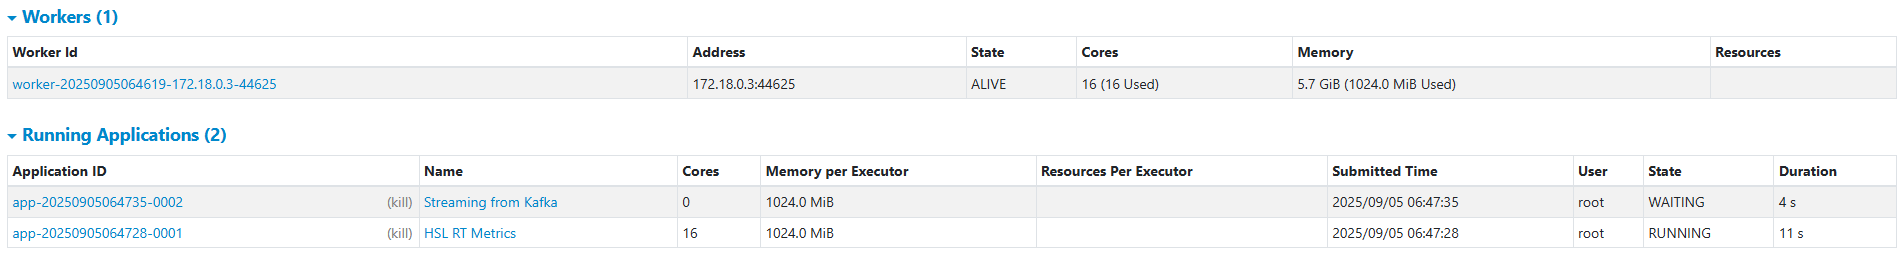 Workers (1)
Worker Id Address State Cores Memory Resources
worker-20250905064619-172.18.0.3-44625 172.18.0.3:44625 ALIVE 16 (16 Used) 5.7 GiB (1024.0 MiB Used)
Running Applications (2)
Application ID Name Cores Memory per Executor Resources Per Executor Submitted Time User State Duration
app-20250905064735-0002 (kill) Streaming from Kafka 0 1024.0 MiB 2025/09/05 06:47:35 root WAITING 4 s
app-20250905064728-0001 (kill) HSL RT Metrics 16 1024.0 MiB 2025/09/05 06:47:28 root RUNNING 11 s